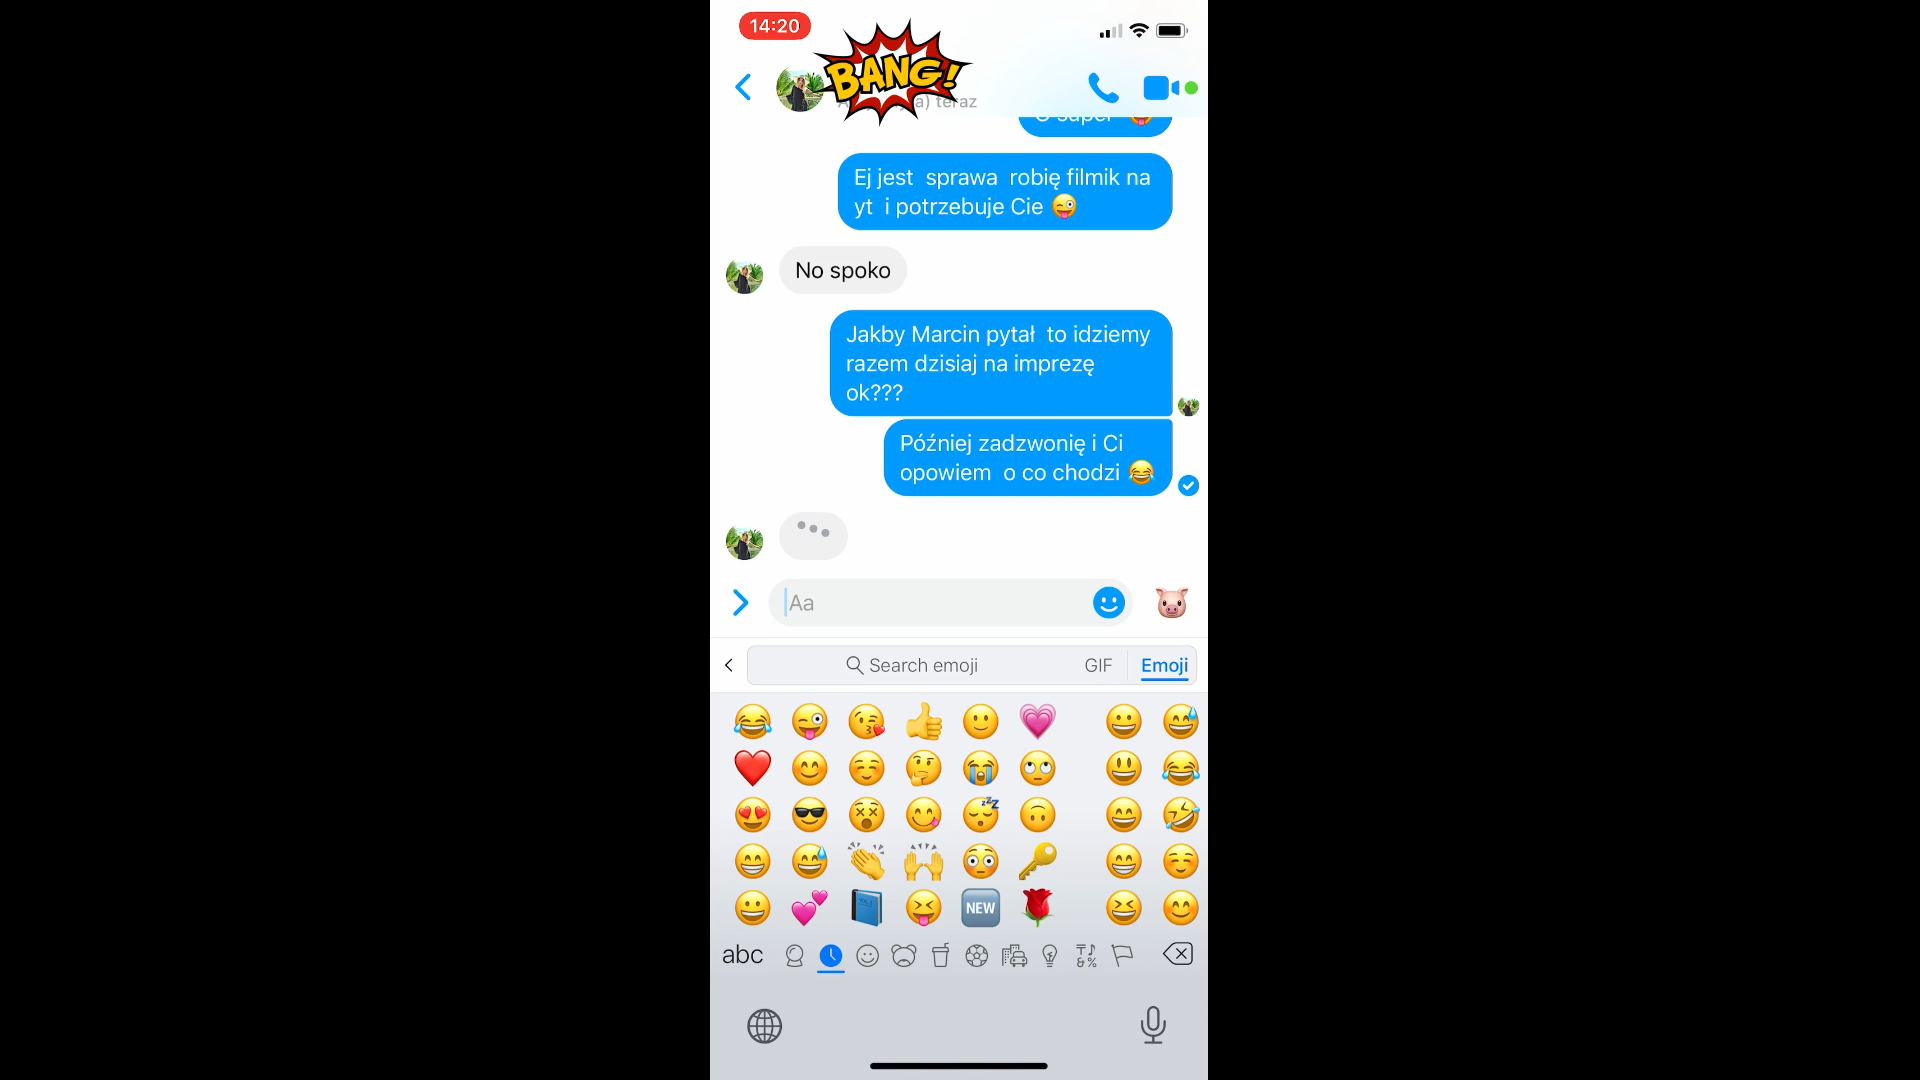 14:20
BANG!
teraz
O super 😜
Ej jest sprawa robię filmik na
yt i potrzebuje Cie 😜
No spoko
Jakby Marcin pytał to idziemy
razem dzisiaj na imprezę
ok???
Później zadzwonię i Ci
opowiem o co chodzi 😂
Aa
Search emoji
GIF
Emoji
NEW
abc